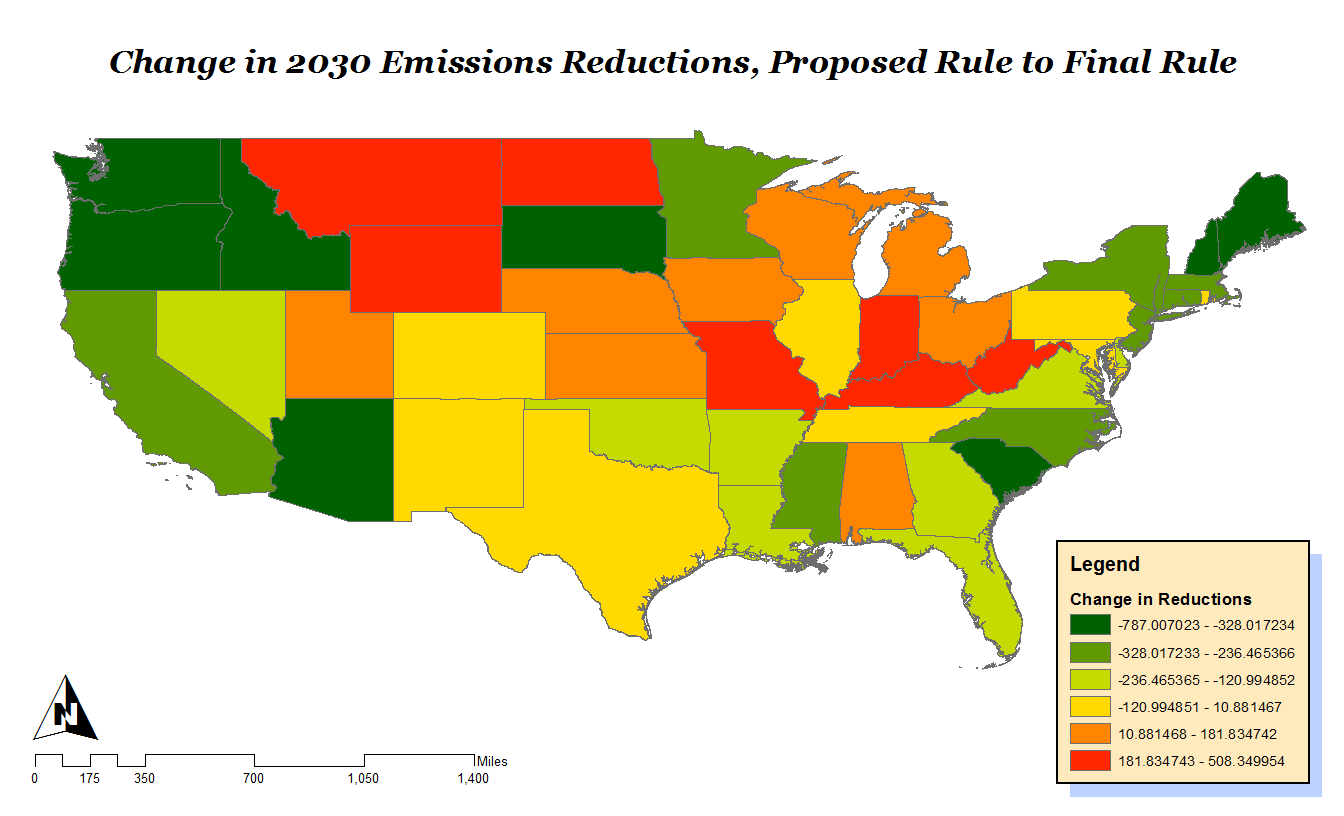 Change in 2030 Emissions Reductions, Proposed Rule to Final Rule
Legend
Change in Reductions
-787.007023 - -328.017234
-328.017233 - -236.465366
-236.465365 - -120.994852
-120.994851 - 10.881467
10.881468 - 181.834742
181.834743 - 508.349954
N
Miles
0 175 350 700 1,050 1,400